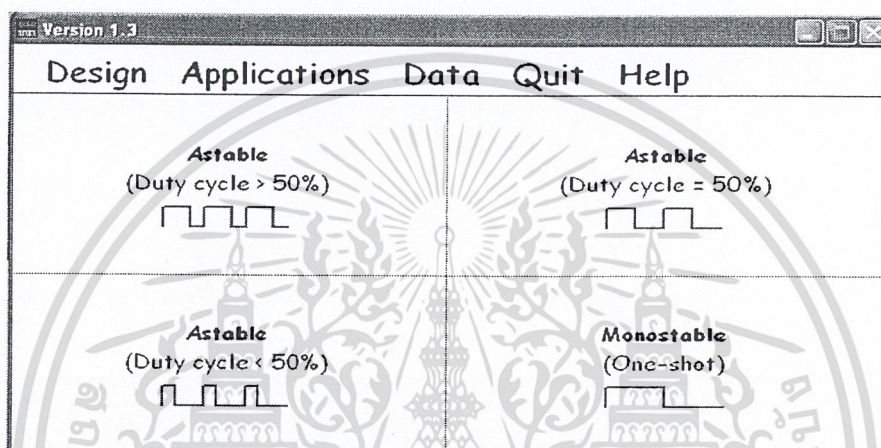 Version 1.3
Design Applications Data Quit Help
Astable
(Duty cycle > 50%)
Astable
(Duty cycle = 50%)
Astable
(Duty cycle < 50%)
Monostable
(One-shot)